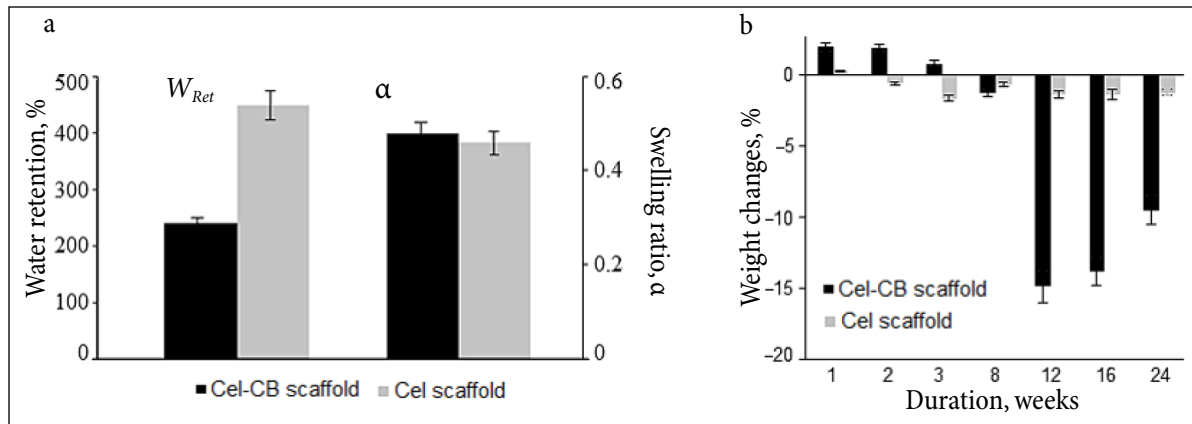 a
W_Ret
α
500
400
300
200
100
0
Water retention, %
0.6
0.4
0.2
0
Swelling ratio, α
Cel-CB scaffold Cel scaffold
b
0
−5
−10
−15
−20
Weight changes, %
Cel-CB scaffold
Cel scaffold
1 2 3 8 12 16 24
Duration, weeks